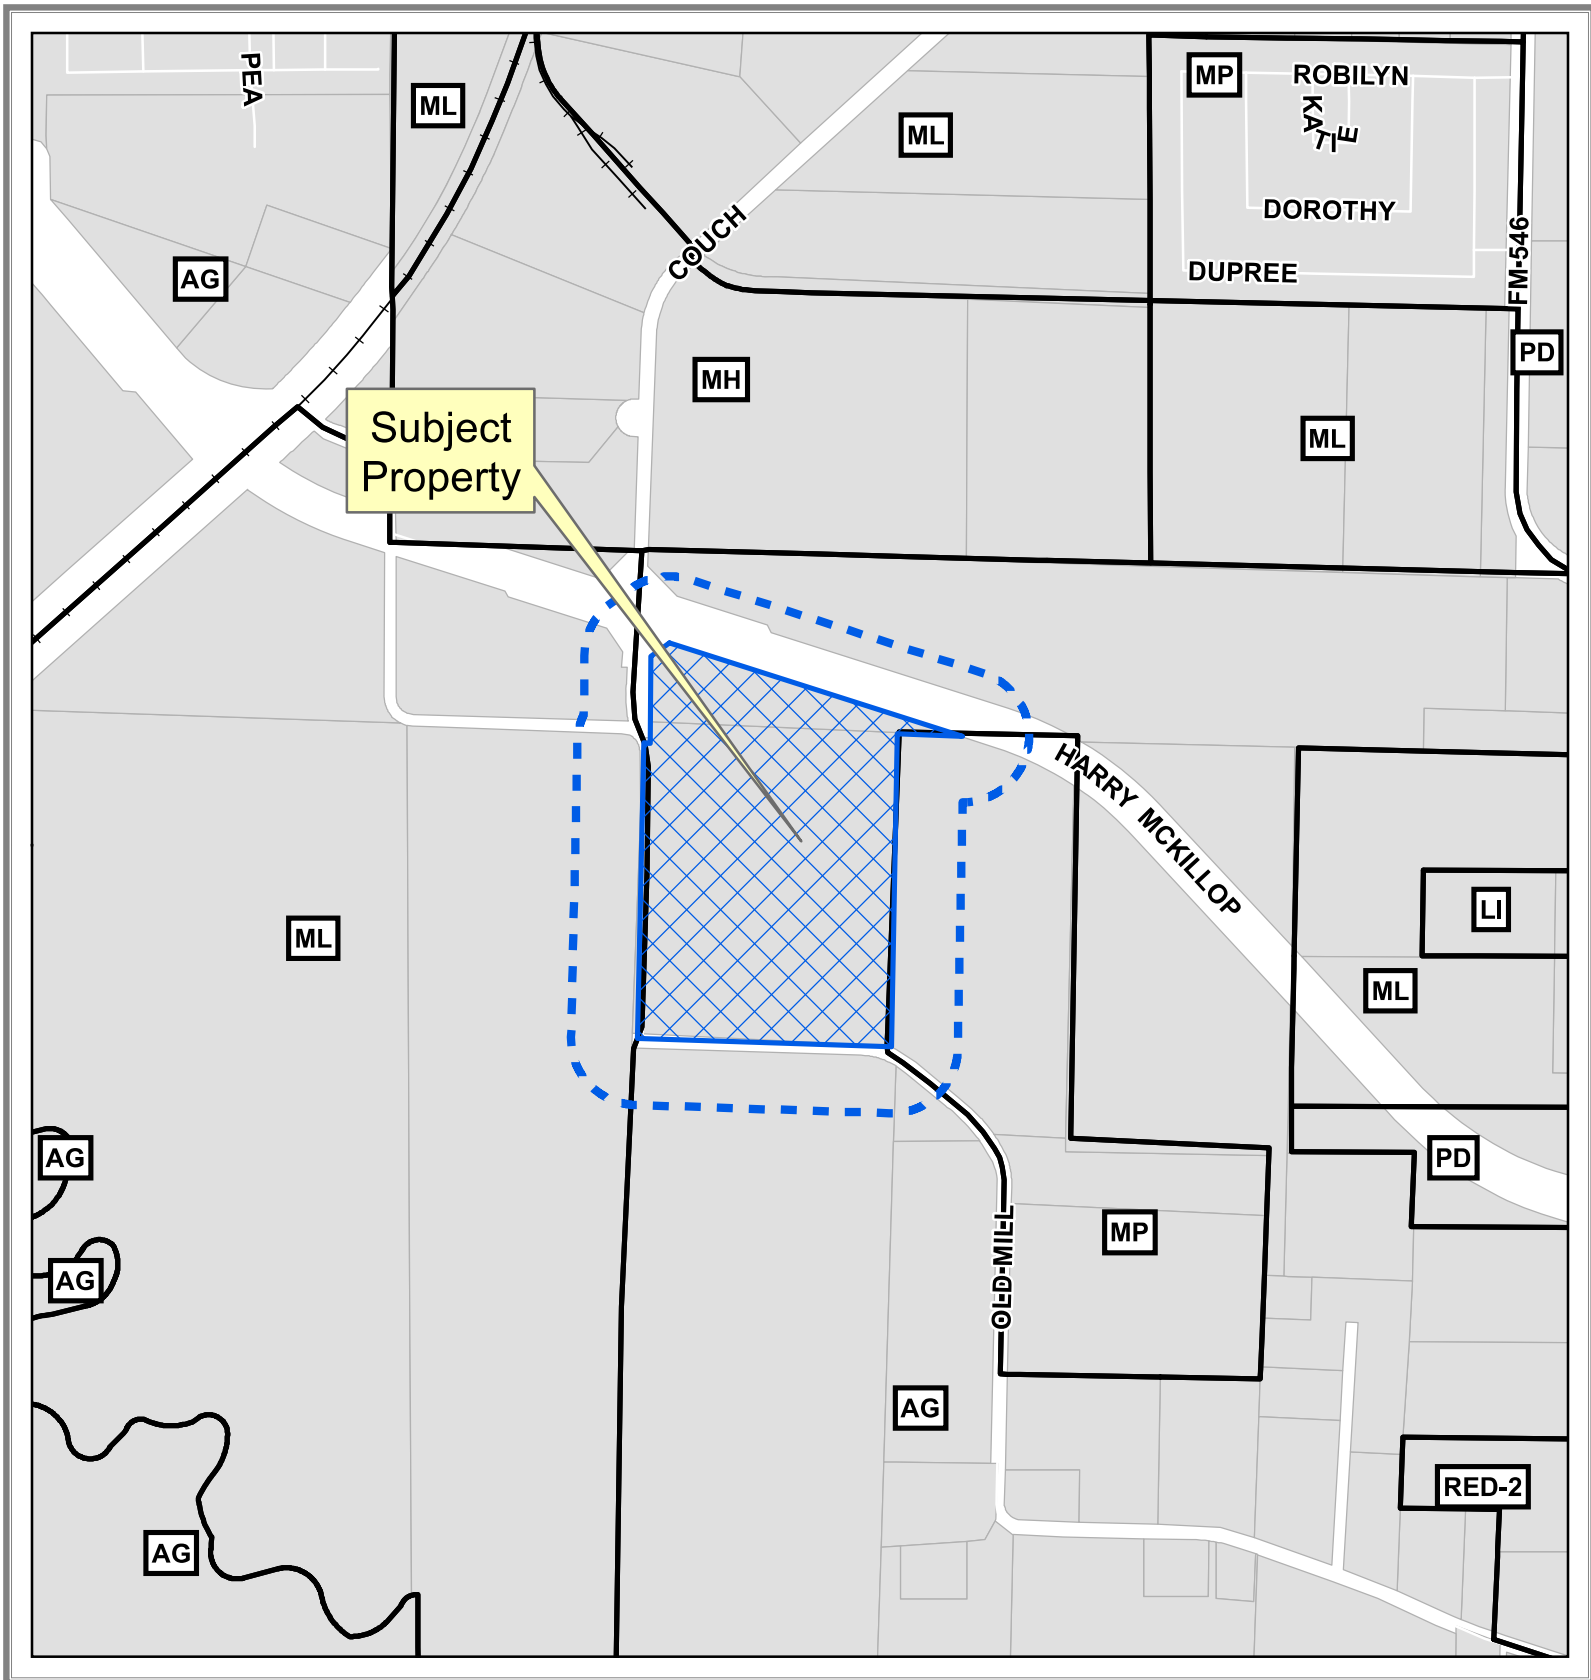 PEA
ML
MP
ROBILYN
KATIE
ML
DOROTHY
COUCH
FM-546
DUPREE
AG
PD
MH
Subject
Property
ML
HARRY MCKILLOP
LI
ML
ML
AG
PD
MP
OLD MILL
AG
AG
RED-2
AG